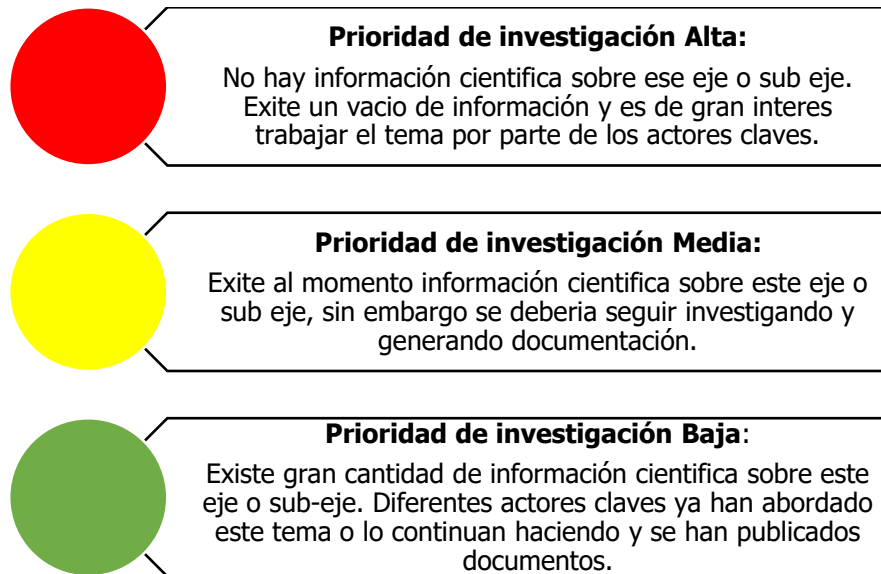 Prioridad de investigación Alta:
No hay información cientifica sobre ese eje o sub eje.
Exite un vacio de información y es de gran interes
trabajar el tema por parte de los actores claves.
Prioridad de investigación Media:
Exite al momento información cientifica sobre este eje o
sub eje, sin embargo se deberia seguir investigando y
generando documentación.
Prioridad de investigación Baja:
Existe gran cantidad de información cientifica sobre este
eje o sub-eje. Diferentes actores claves ya han abordado
este tema o lo continuan haciendo y se han publicados
documentos.